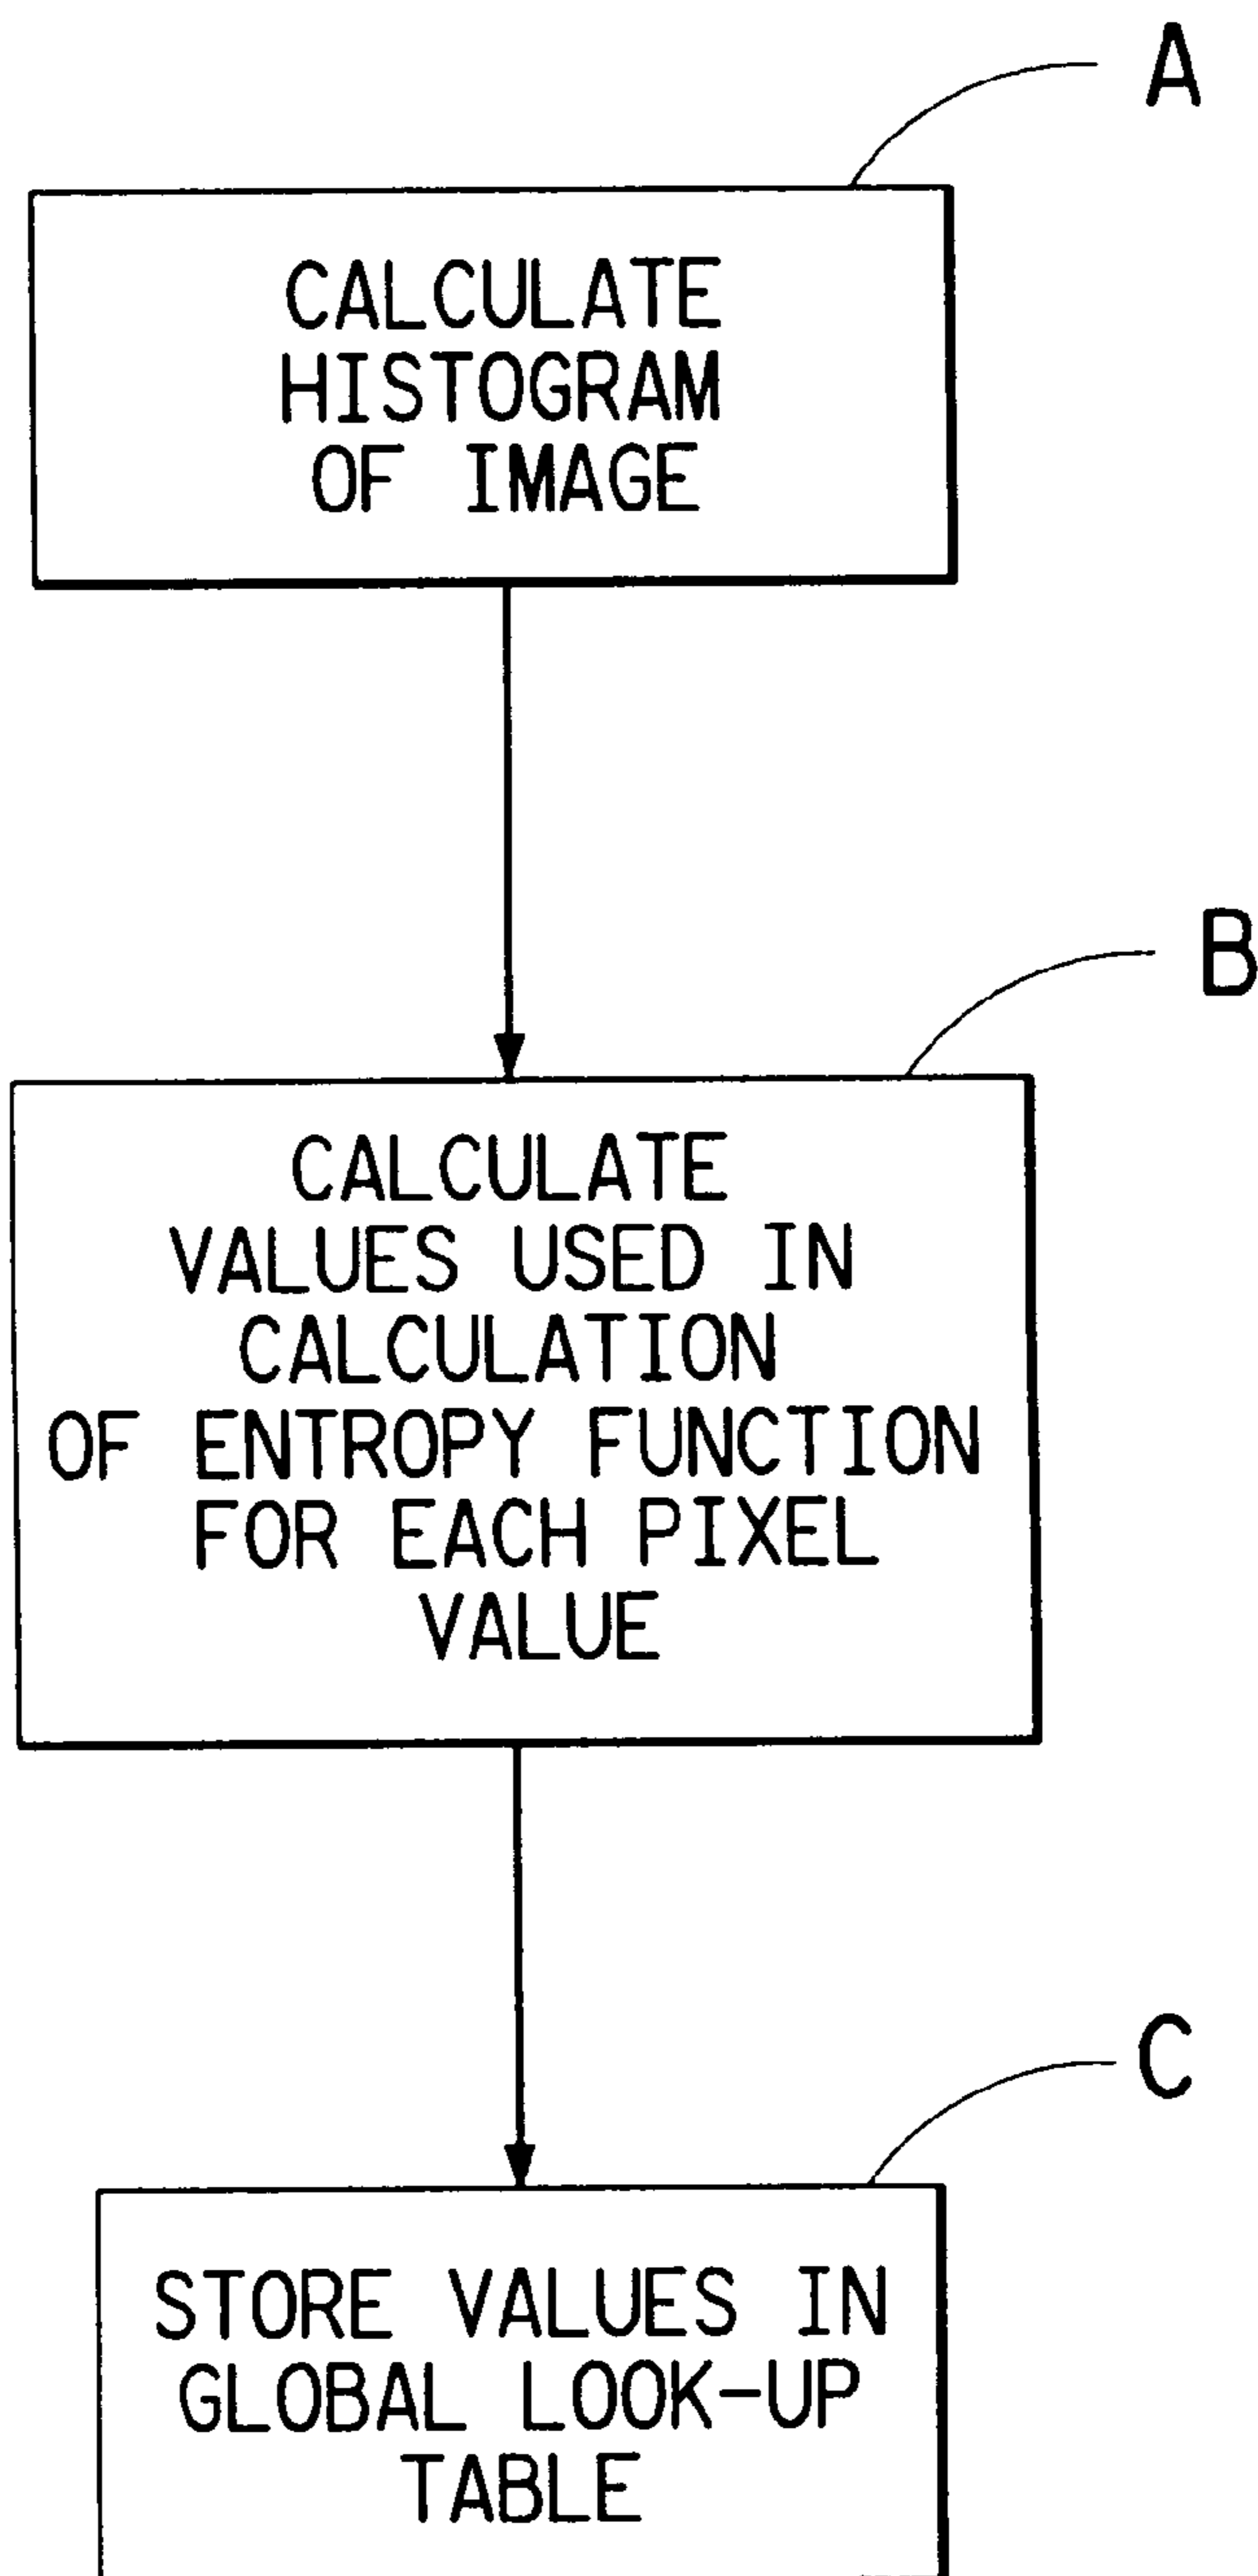 A
CALCULATE
HISTOGRAM
OF IMAGE
B
CALCULATE
VALUES USED IN
CALCULATION
OF ENTROPY FUNCTION
FOR EACH PIXEL
VALUE
C
STORE VALUES IN
GLOBAL LOOK-UP
TABLE